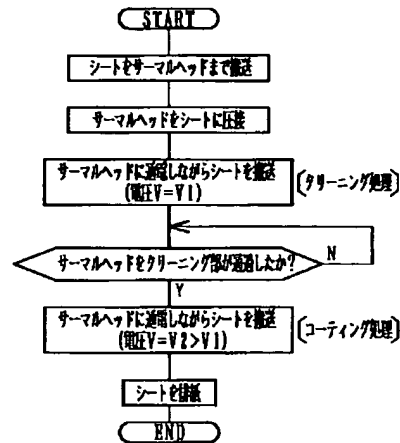 START
シートをサーマルヘッドまで搬送
サーマルヘッドをシートに圧接
サーマルヘッドに通電しながらシートを搬送
(電圧V=V1)
〔クリーニング処理〕
サーマルヘッドをクリーニング部が通過したか?
N
Y
サーマルヘッドに通電しながらシートを搬送
(電圧V=V2>V1)
〔コーティング処理〕
シートを排紙
END